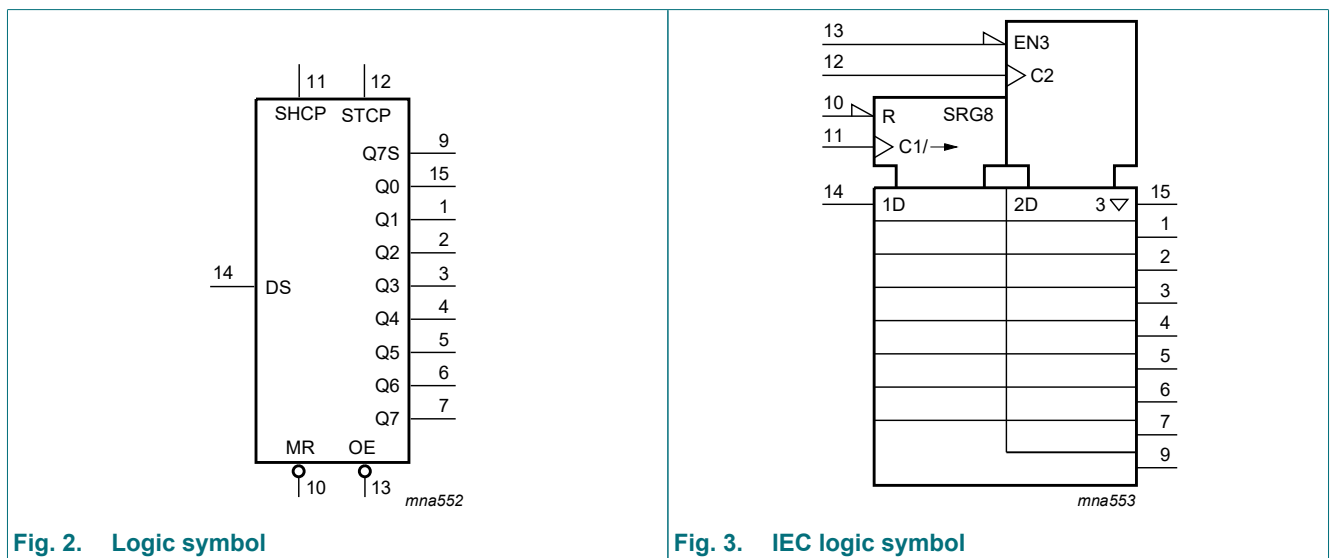 11 12
SHCP STCP
Q7S 9
Q0 15
Q1 1
Q2 2
14 DS Q3 3
Q4 4
Q5 5
Q6 6
Q7 7
MR OE
10 13
mna552
Fig. 2. Logic symbol
13 EN3
12 C2
10 R SRG8
11 C1/
14 1D 2D 3 15
1
2
3
4
5
6
7
9
mna553
Fig. 3. IEC logic symbol